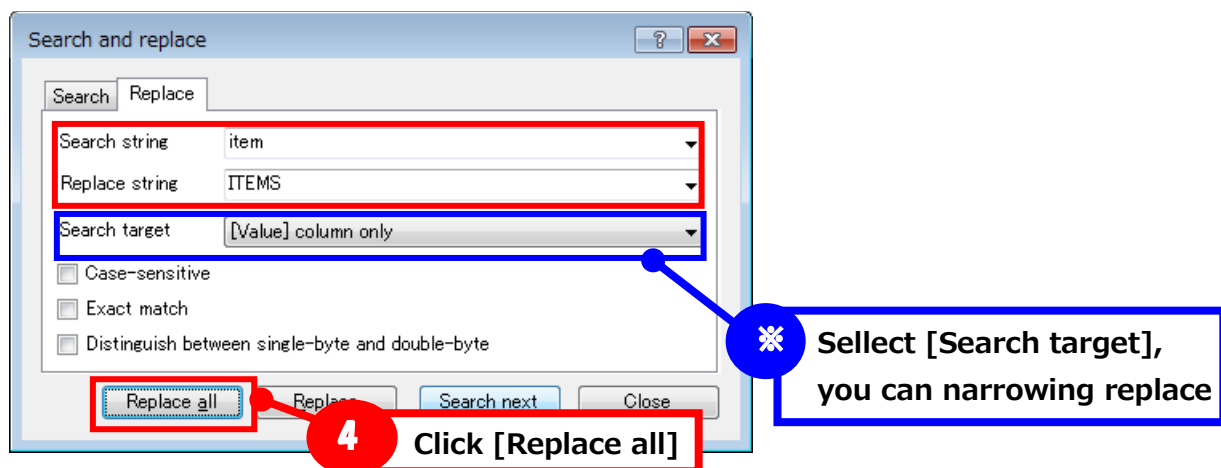 Search and replace
Search Replace
Search string item
Replace string ITEMS
Search target [Value] column only
Case-sensitive
Exact match
Distinguish between single-byte and double-byte
※ Sellect [Search target],
you can narrowing replace
Replace all Replace Search next Close
4 Click [Replace all]